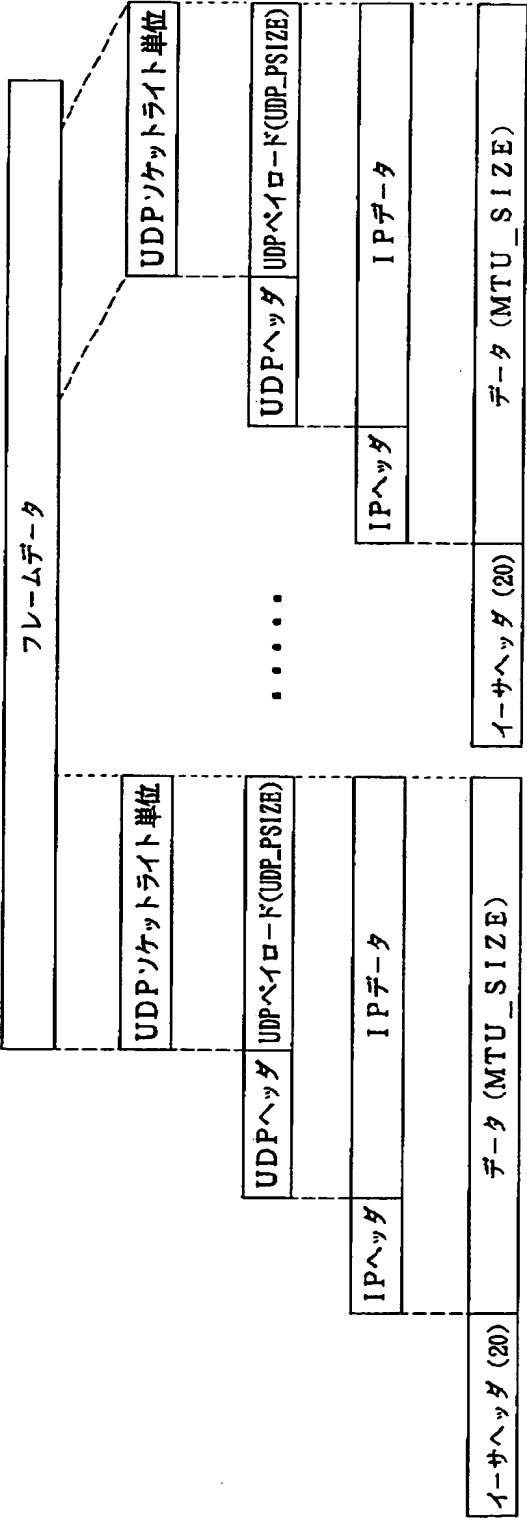 フレームデータ
UDPソケットライト単位
UDPソケットライト単位
UDPヘッダ UDPペイロード(UDP_PSIZE)
UDPヘッダ UDPペイロード(UDP_PSIZE)
IPヘッダ IPデータ
IPヘッダ IPデータ
イーサヘッダ(20) データ(MTU_SIZE)
イーサヘッダ(20) データ(MTU_SIZE)